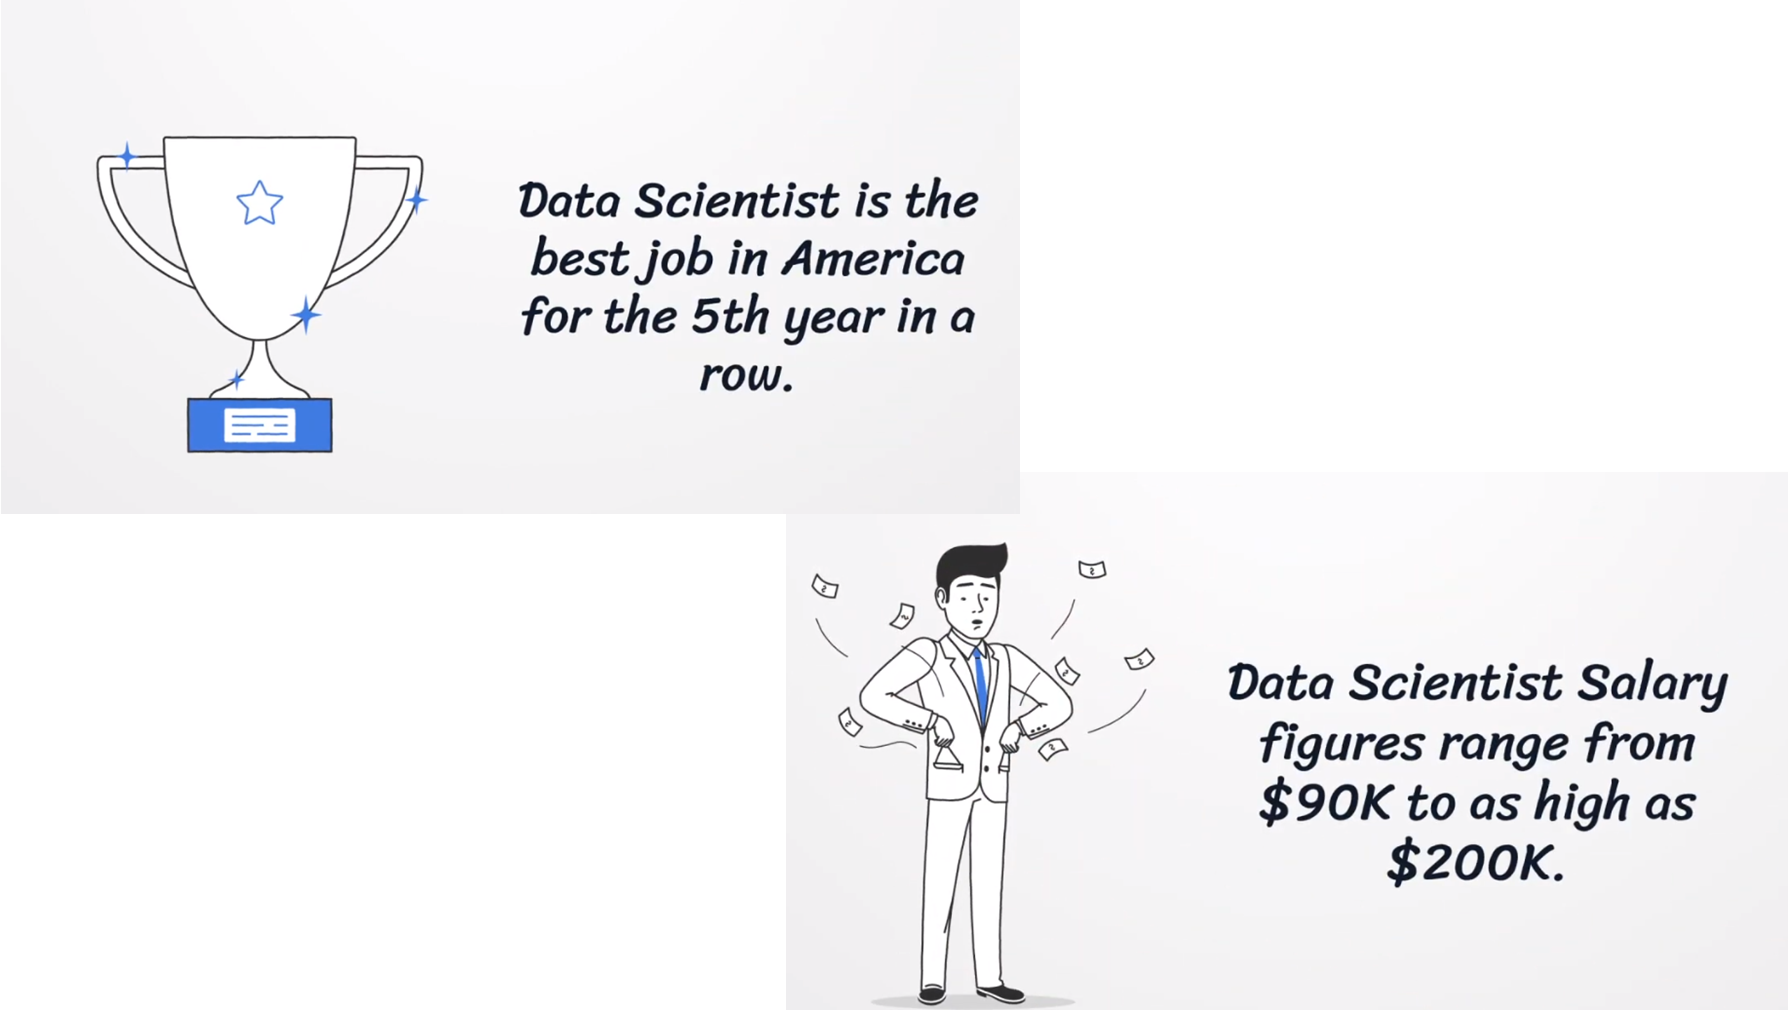 Data Scientist is the
best job in America
for the 5th year in a
row.
Data Scientist Salary
figures range from
$90K to as high as
$200K.